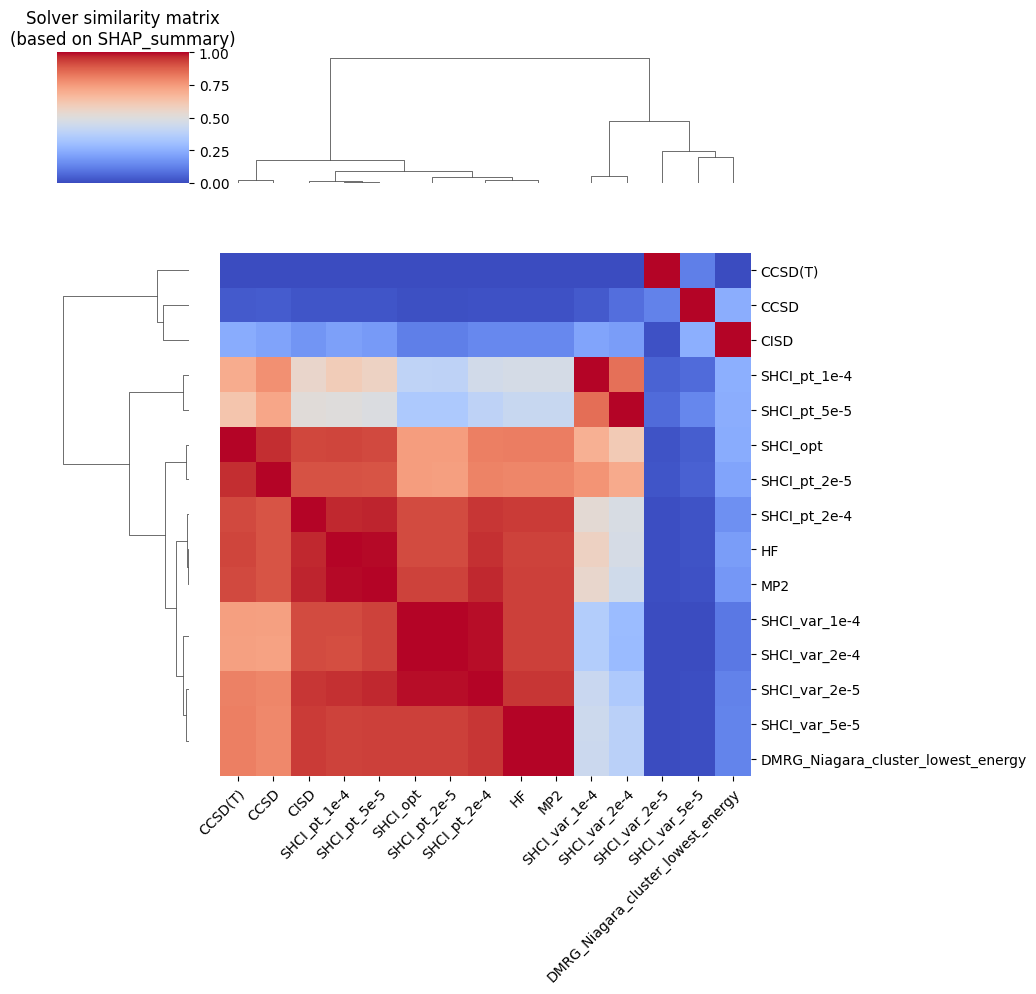 Solver similarity matrix
(based on SHAP_summary)
1.00
0.75
0.50
0.25
0.00
CCSD(T)
CCSD
CISD
SHCI_pt_1e-4
SHCI_pt_5e-5
SHCI_opt
SHCI_pt_2e-5
SHCI_pt_2e-4
HF
MP2
SHCI_var_1e-4
SHCI_var_2e-4
SHCI_var_2e-5
SHCI_var_5e-5
DMRG_Niagara_cluster_lowest_energy
CCSD(T)
CCSD
CISD
SHCI_pt_1e-4
SHCI_pt_5e-5
SHCI_opt
SHCI_pt_2e-5
SHCI_pt_2e-4
HF
MP2
SHCI_var_1e-4
SHCI_var_2e-4
SHCI_var_2e-5
SHCI_var_5e-5
DMRG_Niagara_cluster_lowest_energy